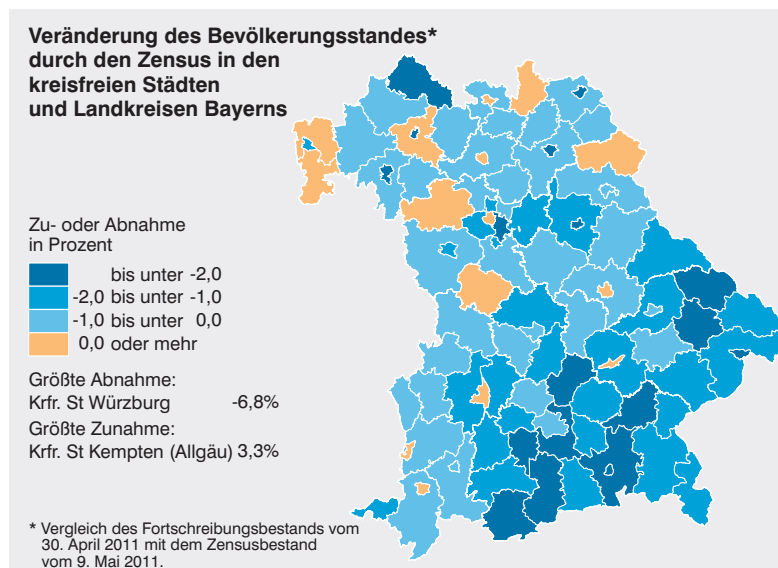 Veränderung des Bevölkerungsstandes*
durch den Zensus in den
kreisfreien Städten
und Landkreisen Bayerns
Zu- oder Abnahme
in Prozent
bis unter -2,0
-2,0 bis unter -1,0
-1,0 bis unter 0,0
0,0 oder mehr
Größte Abnahme:
Krfr. St Würzburg -6,8%
Größte Zunahme:
Krfr. St Kempten (Allgäu) 3,3%
* Vergleich des Fortschreibungsbestands vom
30. April 2011 mit dem Zensusbestand
vom 9. Mai 2011.